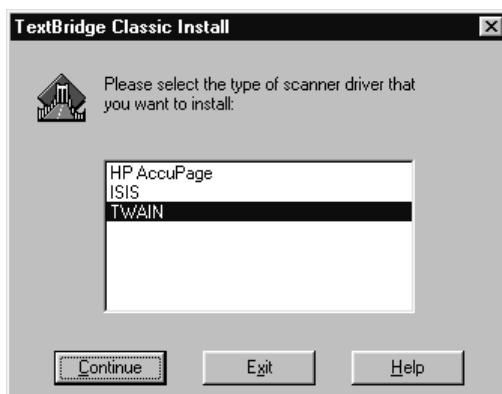 TextBridge Classic Install
Please select the type of scanner driver that
you want to install:
HP AccuPage
ISIS
TWAIN
Continue
Exit
Help